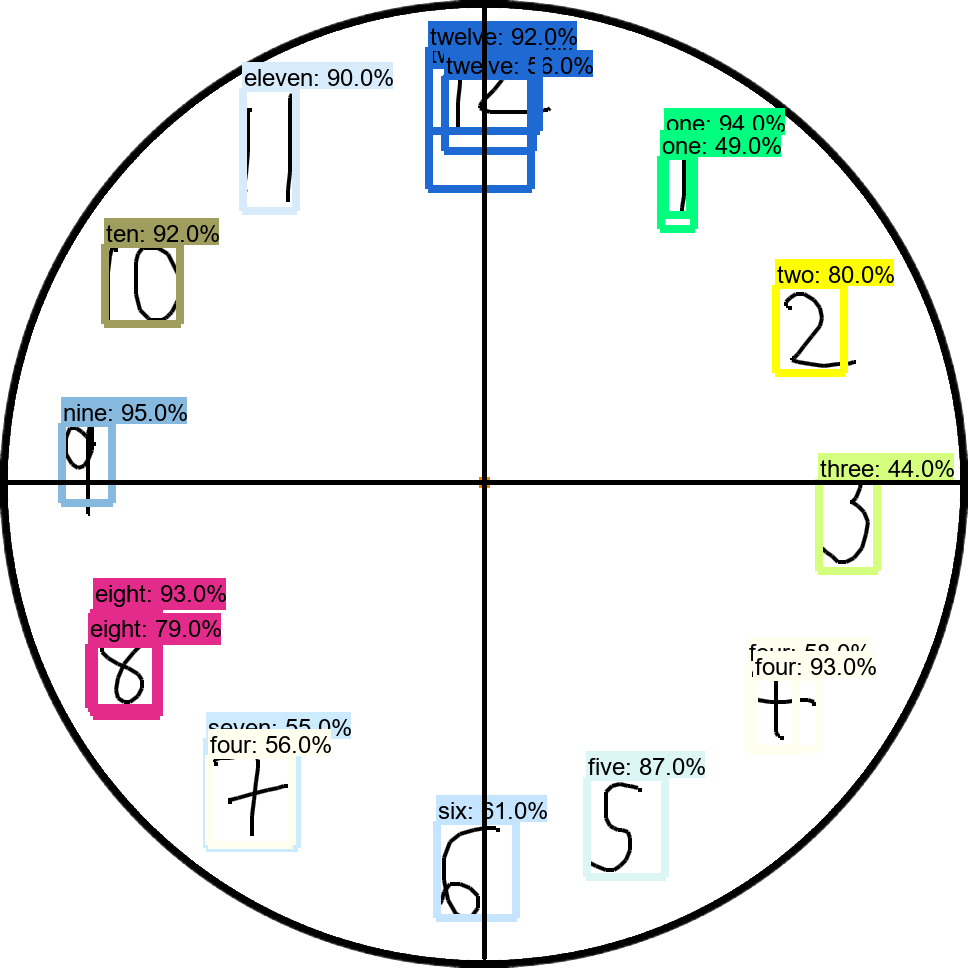 twelve: 92.0%
twelve: 56.0%
eleven: 90.0%
12
11
one: 94.0%
one: 49.0%
1
ten: 92.0%
10
two: 80.0%
2
nine: 95.0%
9
three: 44.0%
3
eight: 93.0%
eight: 79.0%
8
four: 58.0%
four: 93.0%
seven: 55.0%
four: 56.0%
7
five: 87.0%
5
six: 61.0%
6